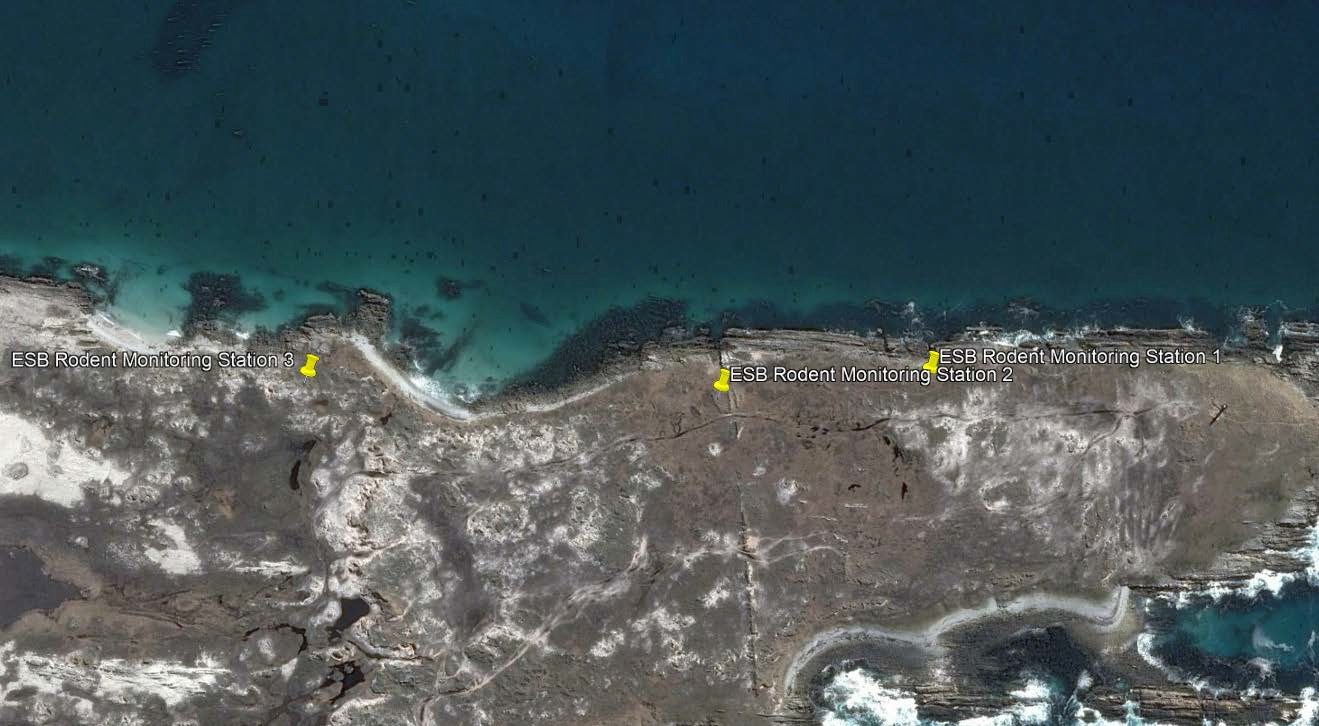 ESB Rodent Monitoring Station 3
ESB Rodent Monitoring Station 1
ESB Rodent Monitoring Station 2